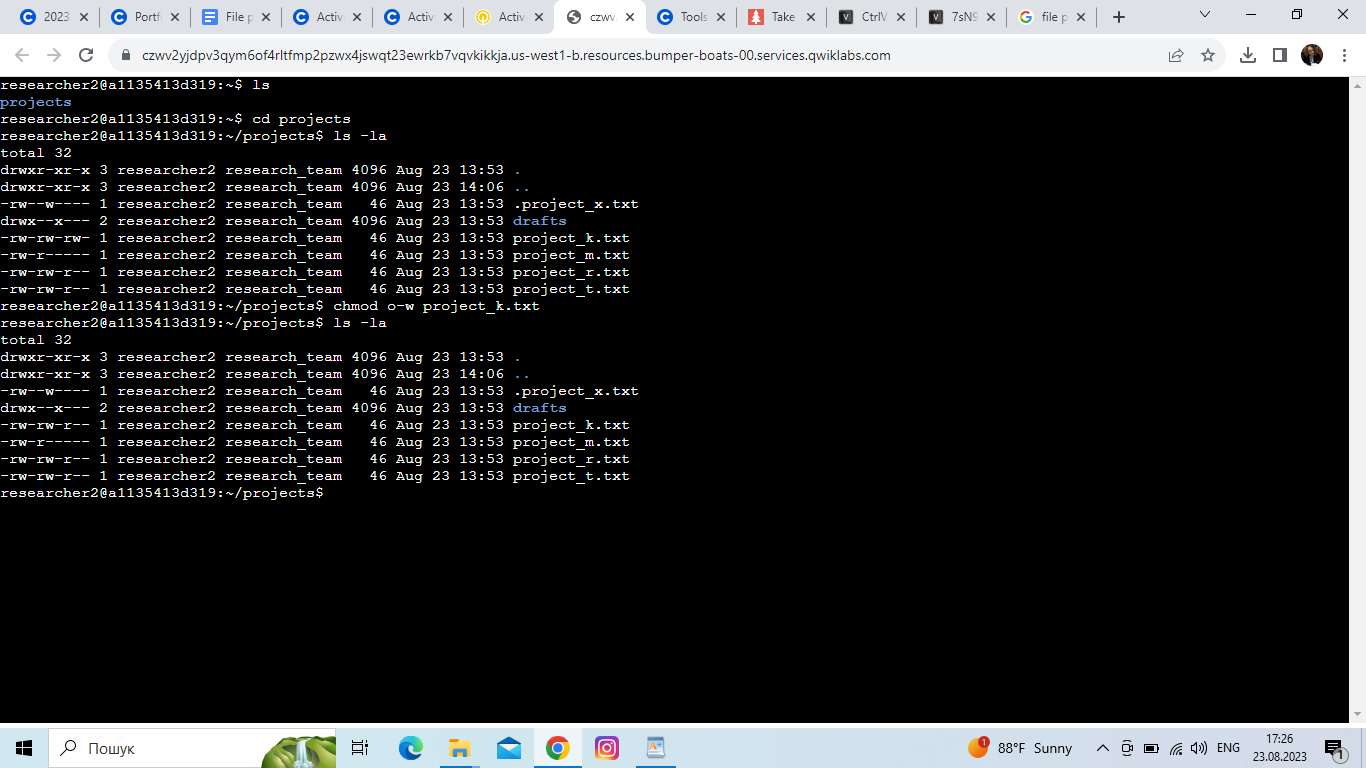 2023
Portf
File p
Activi
Activi
Activi
czwv2
Tools
Take
CtrlV
7sN9
file p
czwv2yjdpv3qym6of4rltfmp2pzwx4jswqt23ewrkb7vqvkikkja.us-west1-b.resources.bumper-boats-00.services.qwiklabs.com
researcher2@a1135413d319:~$ ls
projects
researcher2@a1135413d319:~$ cd projects
researcher2@a1135413d319:~/projects$ ls -la
total 32
drwxr-xr-x 3 researcher2 research_team 4096 Aug 23 13:53 .
drwxr-xr-x 3 researcher2 research_team 4096 Aug 23 14:06 ..
-rw--w---- 1 researcher2 research_team   46 Aug 23 13:53 .project_x.txt
drwx--x--- 2 researcher2 research_team 4096 Aug 23 13:53 drafts
-rw-rw-rw- 1 researcher2 research_team   46 Aug 23 13:53 project_k.txt
-rw-r----- 1 researcher2 research_team   46 Aug 23 13:53 project_m.txt
-rw-rw-r-- 1 researcher2 research_team   46 Aug 23 13:53 project_r.txt
-rw-rw-r-- 1 researcher2 research_team   46 Aug 23 13:53 project_t.txt
researcher2@a1135413d319:~/projects$ chmod o-w project_k.txt
researcher2@a1135413d319:~/projects$ ls -la
total 32
drwxr-xr-x 3 researcher2 research_team 4096 Aug 23 13:53 .
drwxr-xr-x 3 researcher2 research_team 4096 Aug 23 14:06 ..
-rw--w---- 1 researcher2 research_team   46 Aug 23 13:53 .project_x.txt
drwx--x--- 2 researcher2 research_team 4096 Aug 23 13:53 drafts
-rw-rw-r-- 1 researcher2 research_team   46 Aug 23 13:53 project_k.txt
-rw-r----- 1 researcher2 research_team   46 Aug 23 13:53 project_m.txt
-rw-rw-r-- 1 researcher2 research_team   46 Aug 23 13:53 project_r.txt
-rw-rw-r-- 1 researcher2 research_team   46 Aug 23 13:53 project_t.txt
researcher2@a1135413d319:~/projects$
Пошук
1
88°F Sunny
ENG
17:26
23.08.2023
1